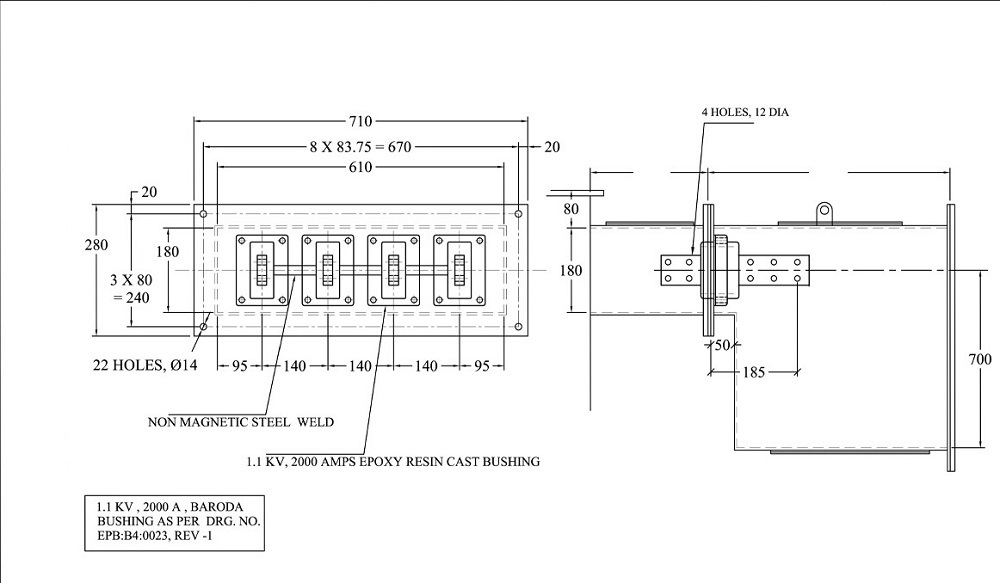 4 HOLES, 12 DIA
710
8 X 83.75 = 670
20
610
20
80
280
180
3 X 80
= 240
180
50
700
185
22 HOLES, Ø14
95
140
140
140
95
NON MAGNETIC STEEL WELD
1.1 KV, 2000 AMPS EPOXY RESIN CAST BUSHING
1.1 KV , 2000 A , BARODA
BUSHING AS PER DRG. NO.
EPB:B4:0023, REV -1